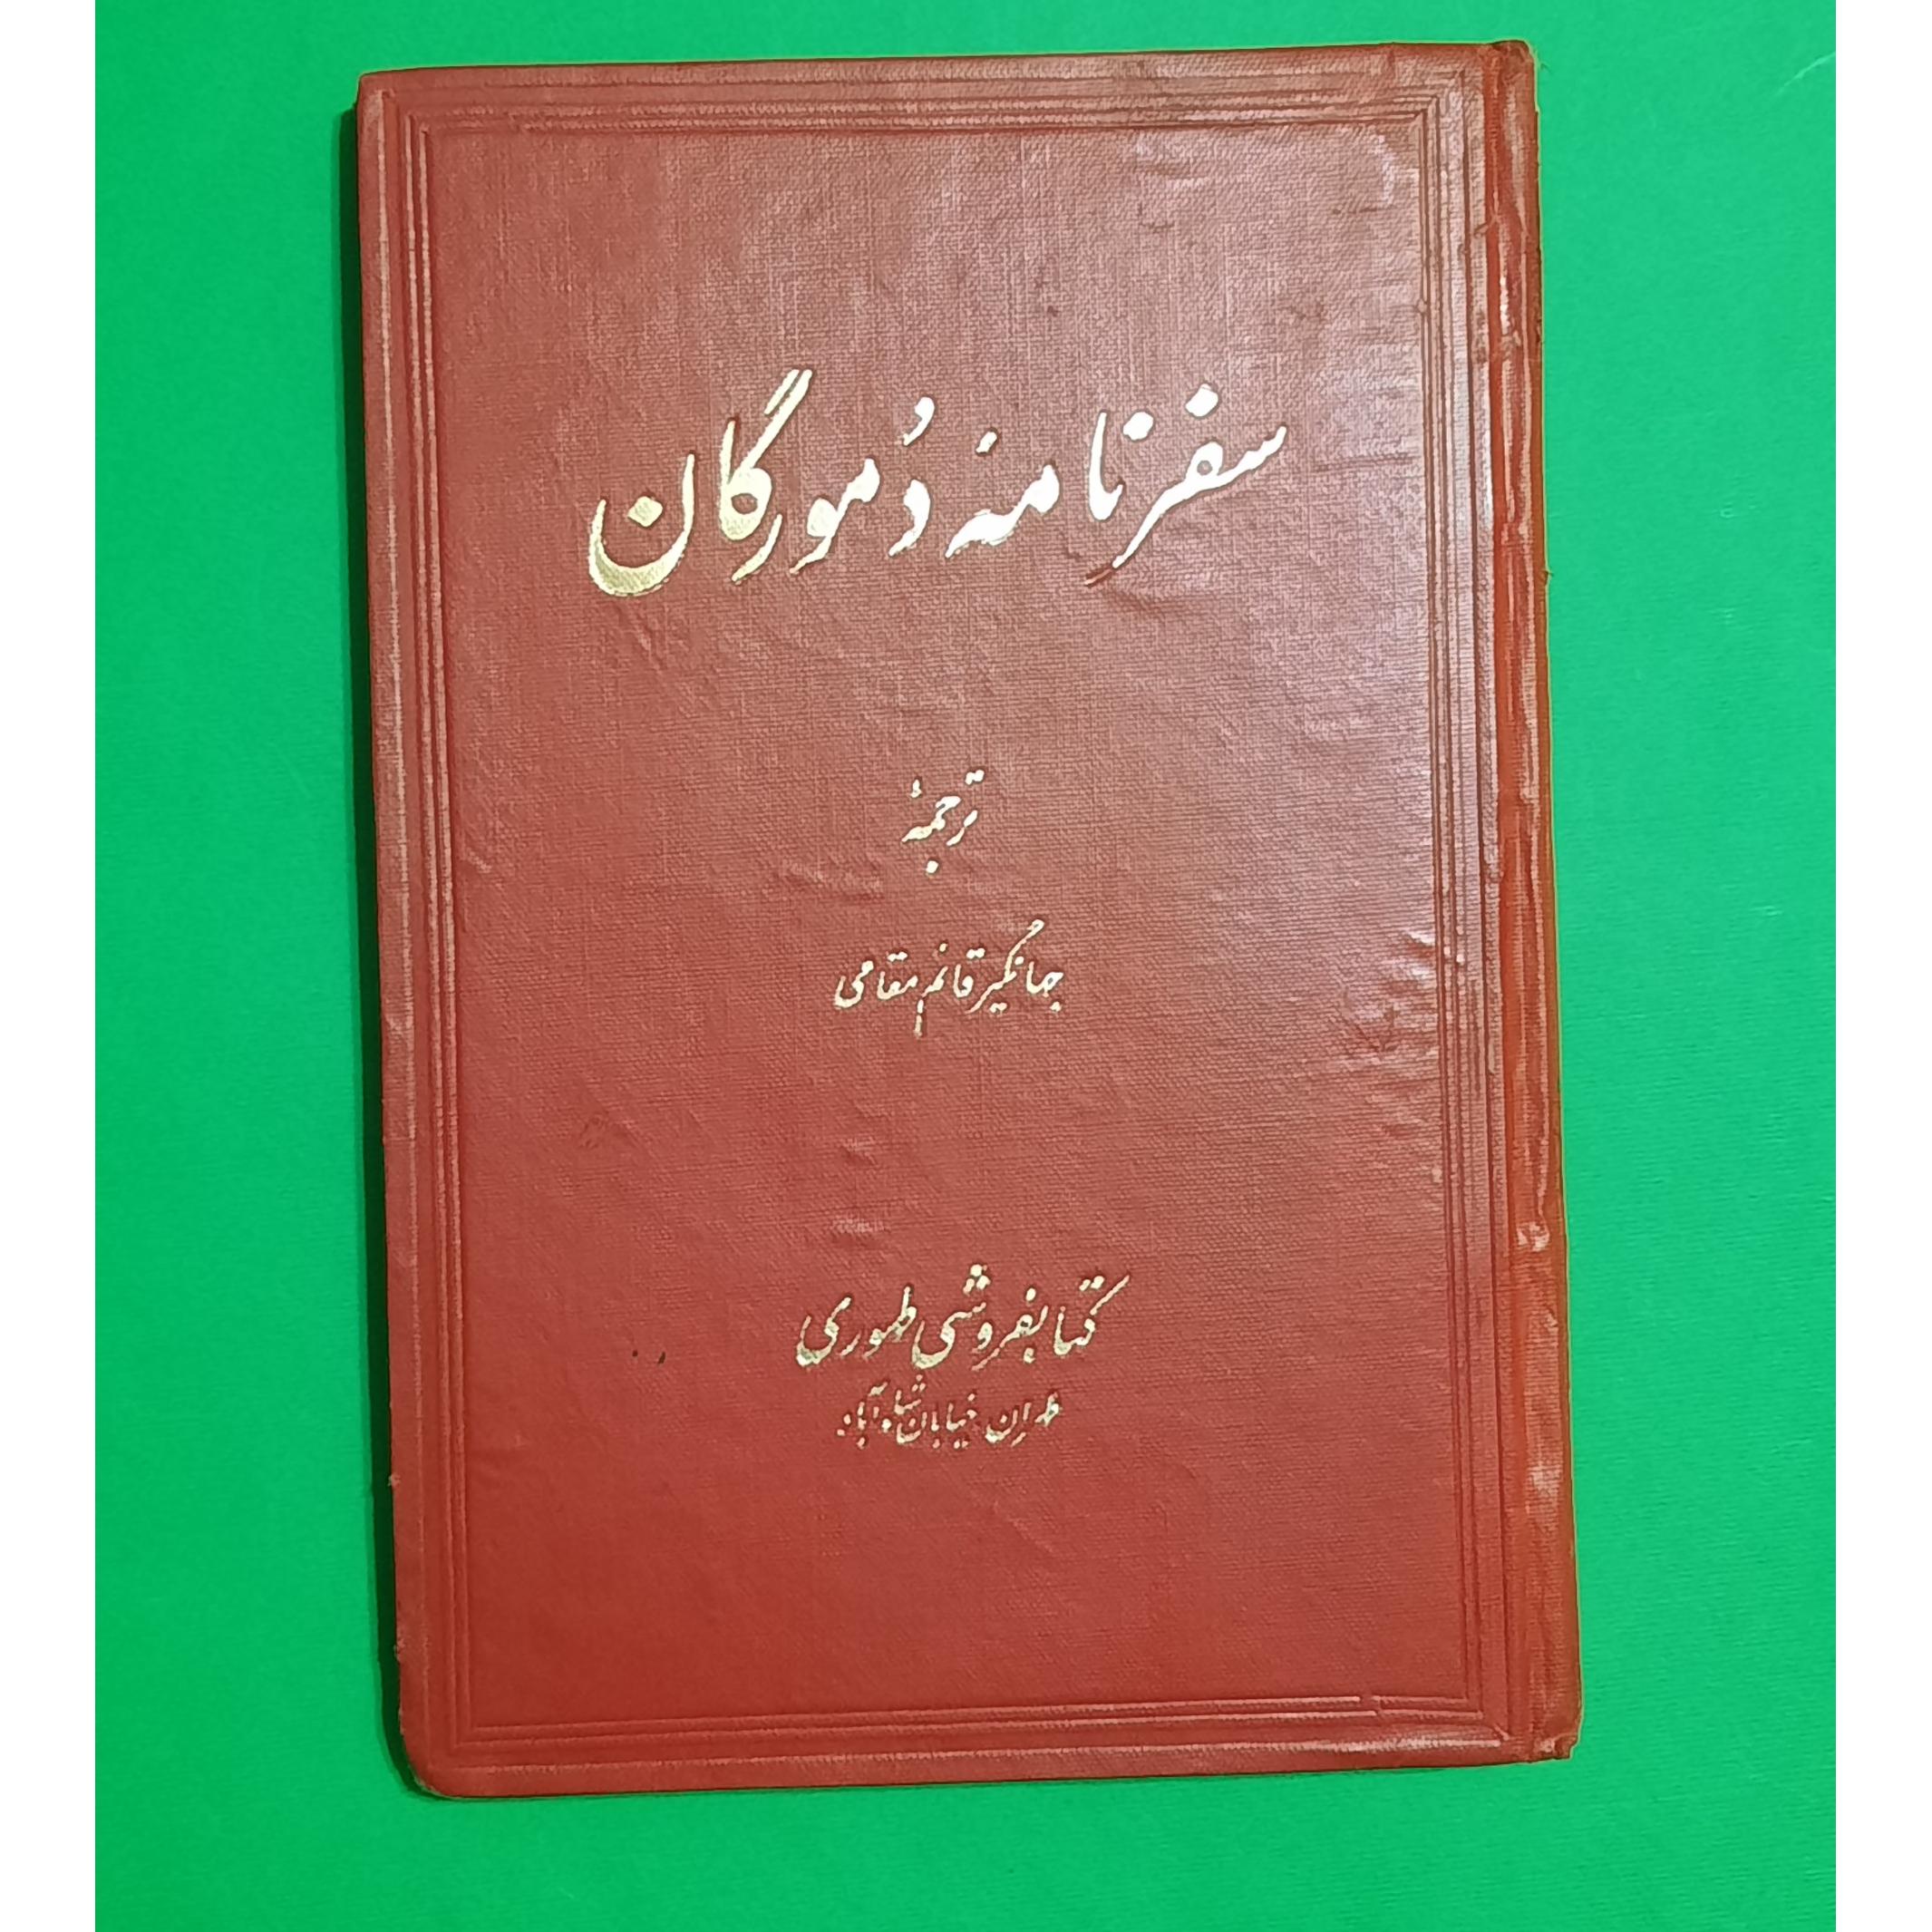 سفرنامه دُمورگان
ترجمهٔ
جهانگیر قائم مقامی
کتابفروشی طهوری
طهران خیابان شاه آباد